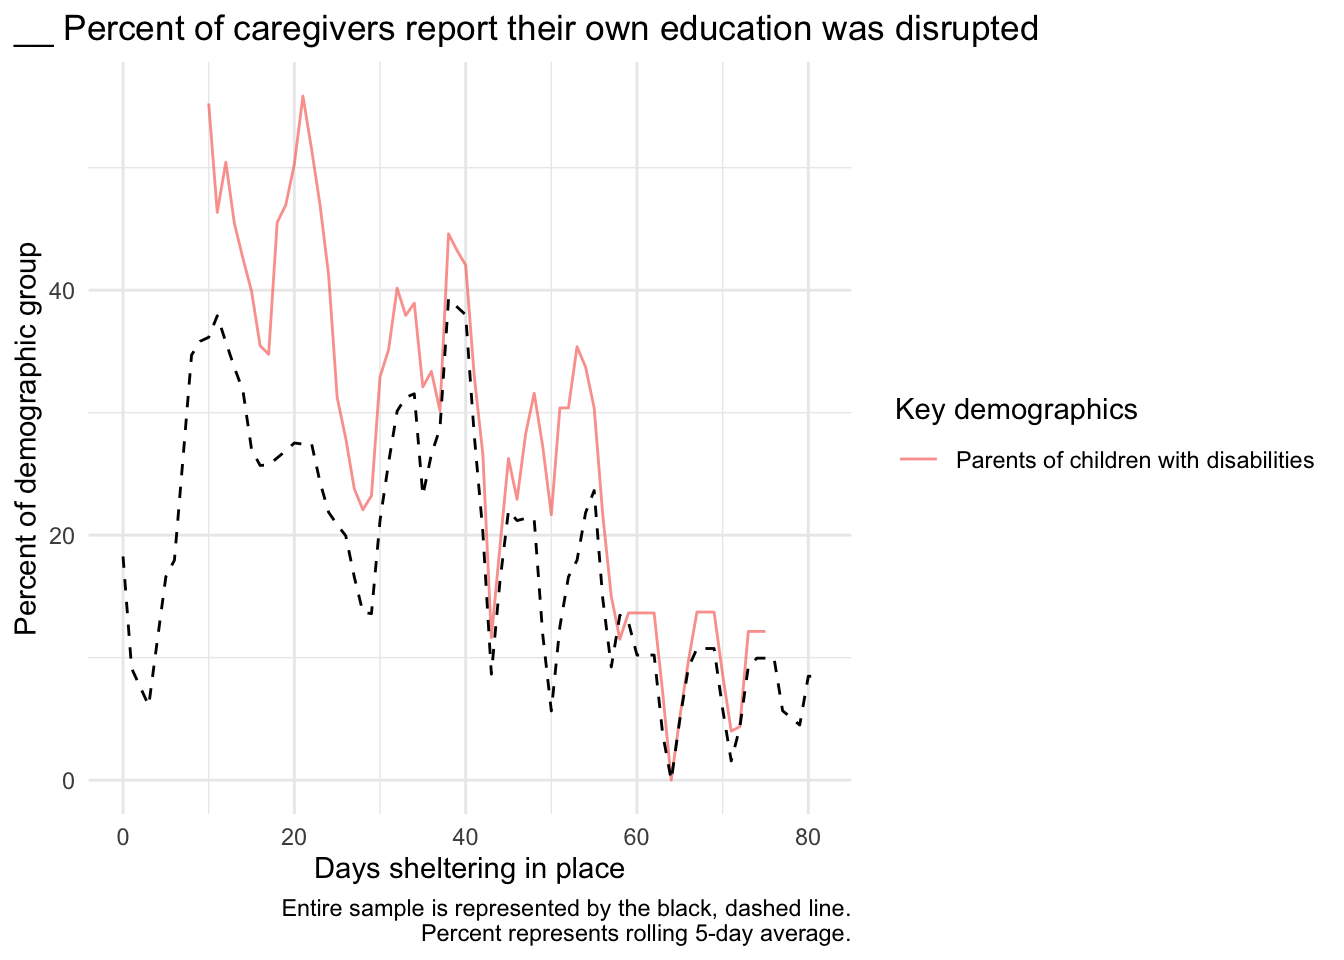 __ Percent of caregivers report their own education was disrupted
Percent of demographic group
40
20
0
0 20 40 60 80
Days sheltering in place
Key demographics
Parents of children with disabilities
Entire sample is represented by the black, dashed line.
Percent represents rolling 5-day average.